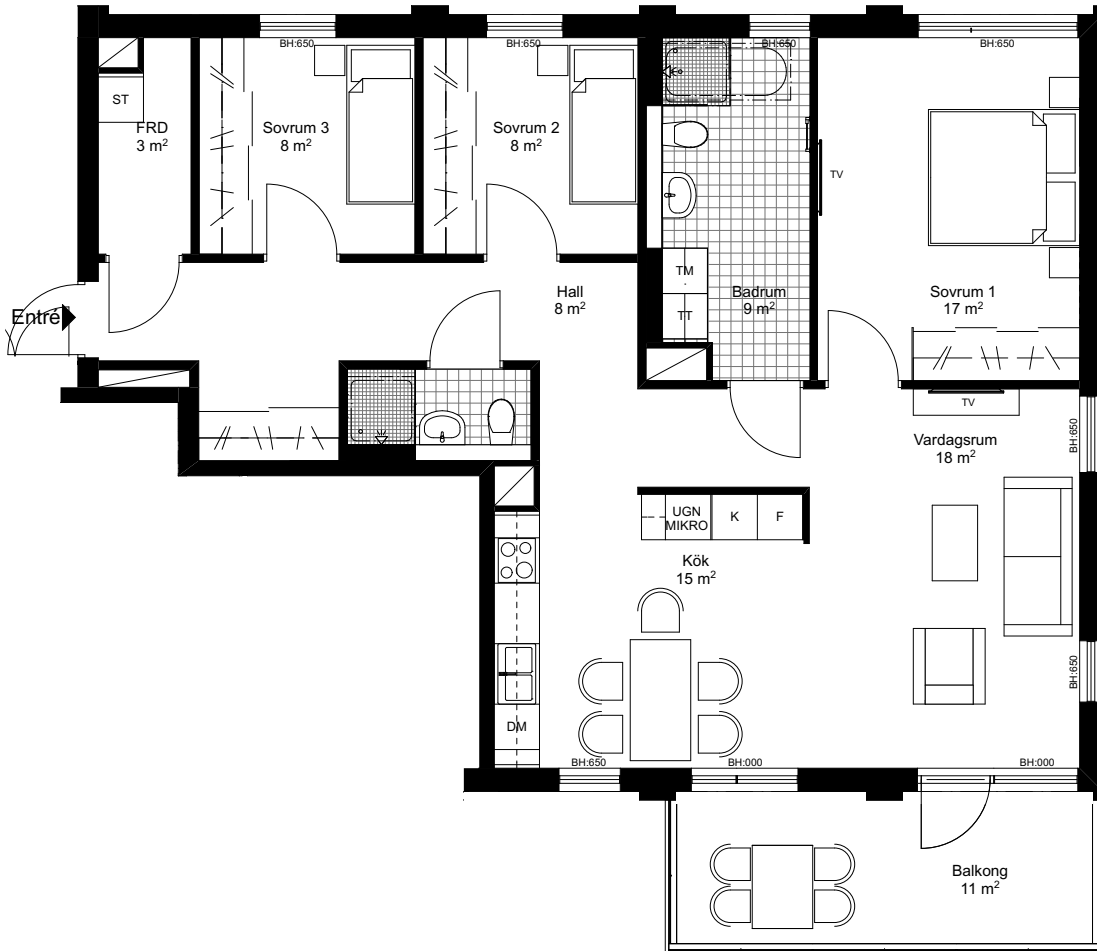 BH:650
BH:650
BH:650
BH:650
ST
FRD
3 m²
Sovrum 3
8 m²
Sovrum 2
8 m²
TV
TM
TT
Badrum
9 m²
Sovrum 1
17 m²
Hall
8 m²
Entré
TV
Vardagsrum
18 m²
BH:650
UGN
MIKRO
K
F
Kök
15 m²
BH:650
DM
BH:650
BH:000
BH:000
Balkong
11 m²